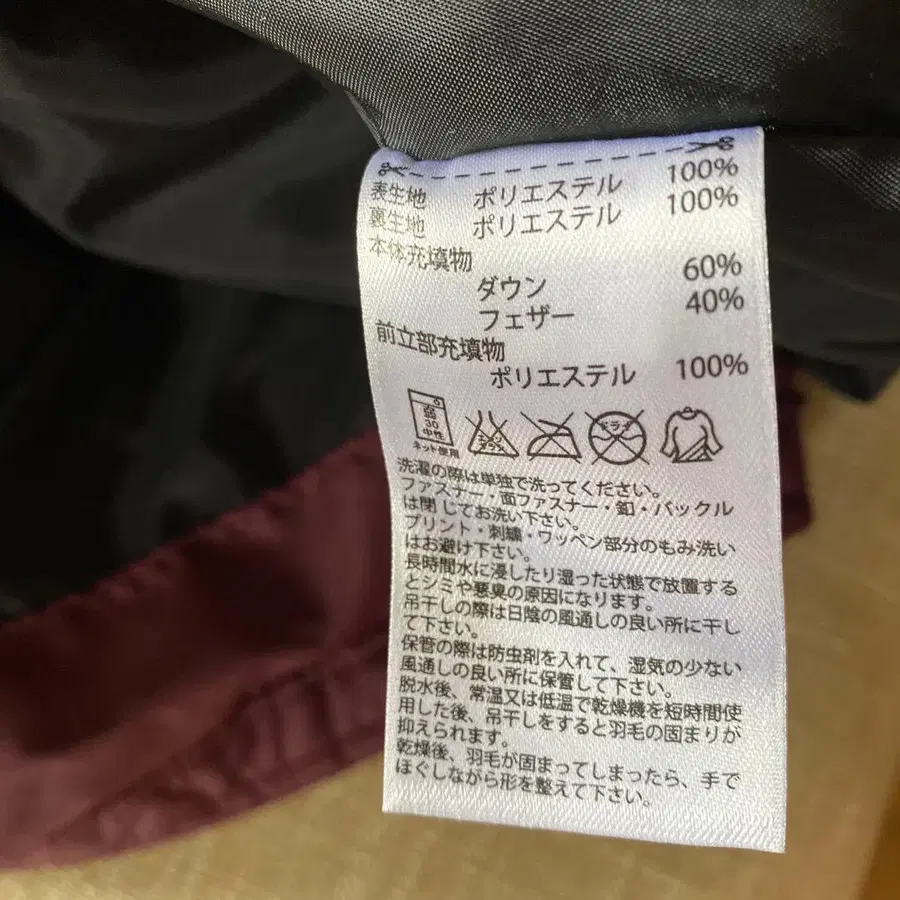 表生地 ポリエステル 100%
裏生地 ポリエステル 100%
本体充填物
ダウン 60%
フェザー 40%
前立部充填物
ポリエステル 100%
弱
30
中性
ネット使用
エンソ
サラシ
ドライ
洗濯の際は単独で洗ってください。
ファスナー・面ファスナー・釦・バックル
は閉じてお洗い下さい。
プリント・刺繍・ワッペン部分のもみ洗い
はお避け下さい。
長時間水に浸したり湿った状態で放置する
とシミや悪臭の原因になります。
吊干しの際は日陰の風通しの良い所に干し
て下さい。
保管の際は防虫剤を入れて、湿気の少ない
風通しの良い所に保管して下さい。
脱水後、常温又は低温で乾燥機を短時間使
用した後、吊干しをすると羽毛の固まりが
抑えられます。
乾燥後、羽毛が固まってしまったら、手で
ほぐしながら形を整えて下さい。